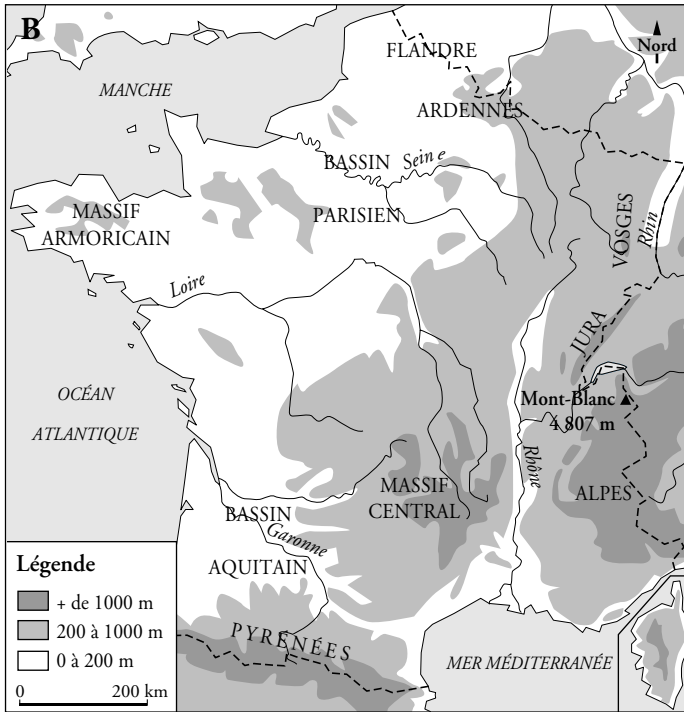 B
Nord
FLANDRE
MANCHE
ARDENNES
BASSIN
Seine
PARISIEN
MASSIF
ARMORICAIN
VOSGES
Rhin
Loire
JURA
OCÉAN
ATLANTIQUE
Mont-Blanc
4 807 m
Rhône
MASSIF
CENTRAL
ALPES
BASSIN
Garonne
AQUITAIN
PYRÉNÉES
MER MÉDITERRANÉE
Légende
+ de 1000 m
200 à 1000 m
0 à 200 m
0 200 km